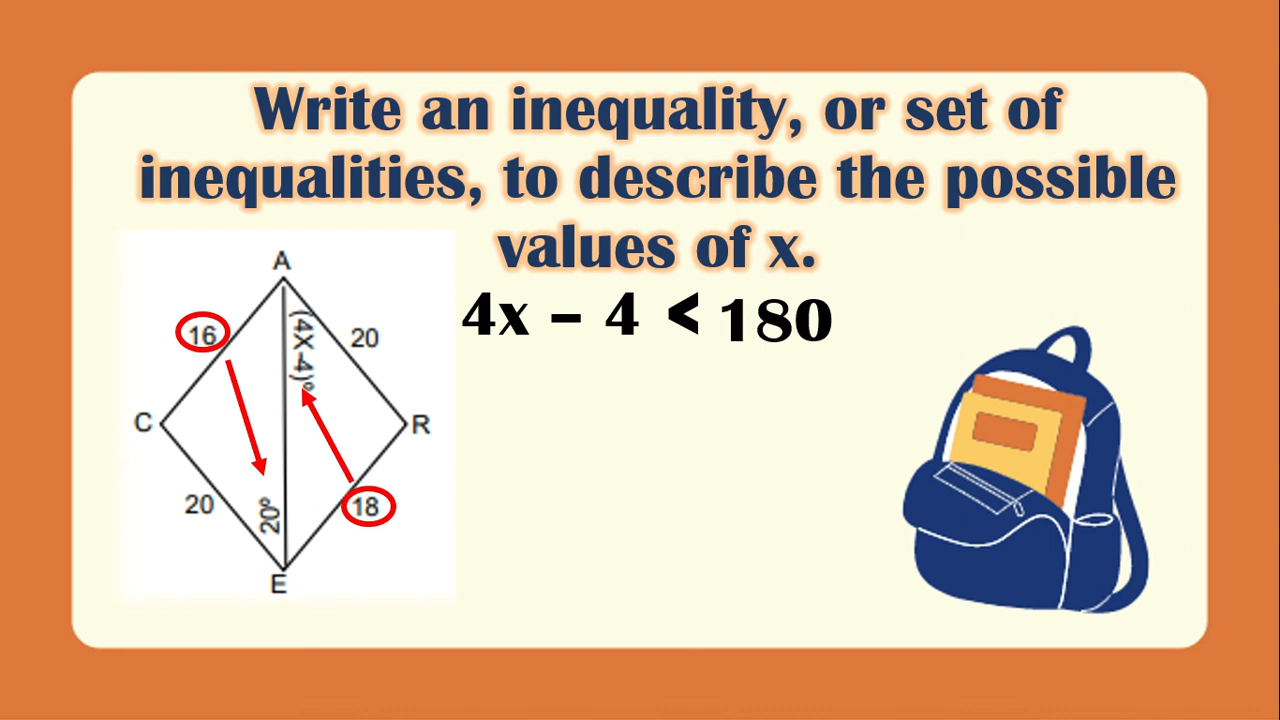 Write an inequality, or set of
inequalities, to describe the possible
values of x.
4x – 4 < 180
A
16
(4X-4)º
20
C
R
20
20º
18
E